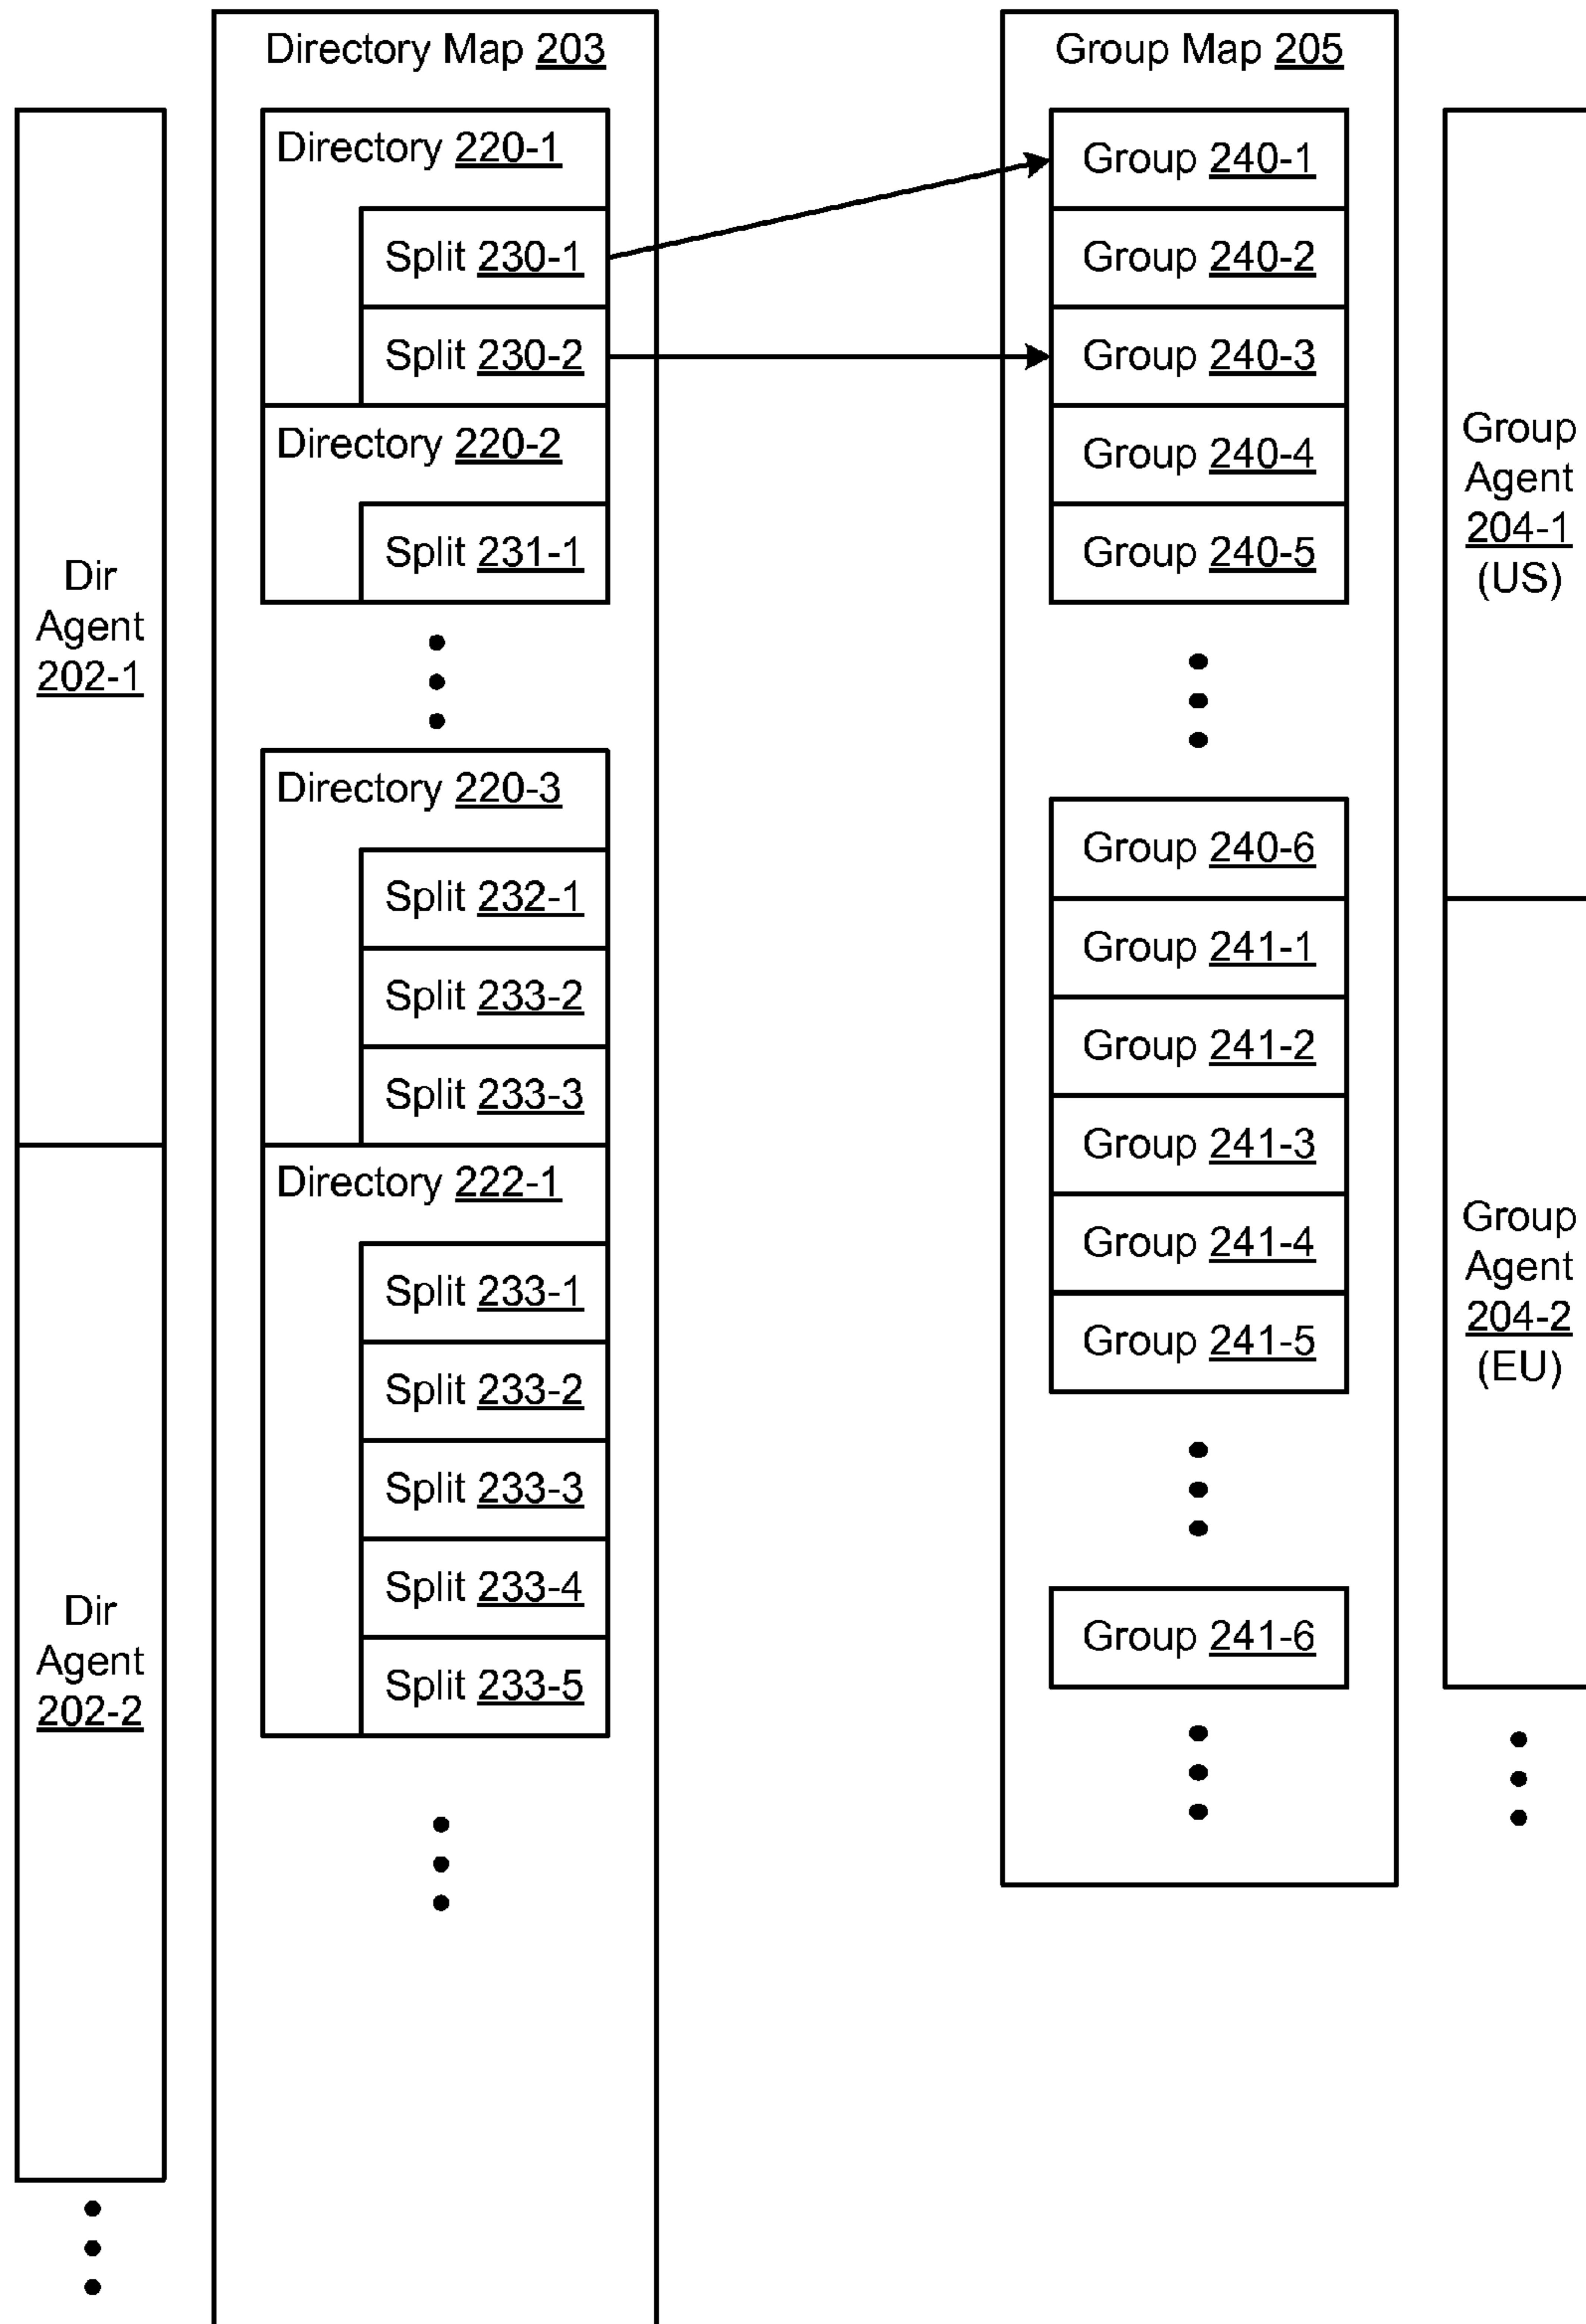 Directory Map 203
Directory 220-1
Split 230-1
Split 230-2
Directory 220-2
Split 231-1
Directory 220-3
Split 232-1
Split 233-2
Split 233-3
Directory 222-1
Split 233-1
Split 233-2
Split 233-3
Split 233-4
Split 233-5
Dir
Agent
202-1
Dir
Agent
202-2
Group Map 205
Group 240-1
Group 240-2
Group 240-3
Group 240-4
Group 240-5
Group 240-6
Group 241-1
Group 241-2
Group 241-3
Group 241-4
Group 241-5
Group 241-6
Group
Agent
204-1
(US)
Group
Agent
204-2
(EU)